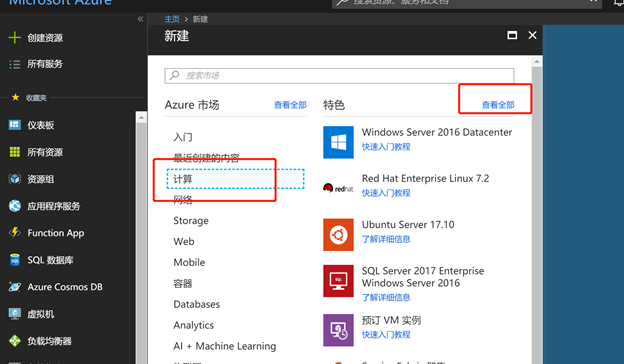 Microsoft Azure
搜索资源、服务和文档
创建资源
所有服务
收藏夹
仪表板
所有资源
资源组
应用程序服务
Function App
SQL 数据库
Azure Cosmos DB
虚拟机
负载均衡器
主页 > 新建
新建
搜索市场
Azure 市场
查看全部
入门
最近创建的内容
计算
网络
Storage
Web
Mobile
容器
Databases
Analytics
AI + Machine Learning
特色
查看全部
Windows Server 2016 Datacenter
快速入门教程
redhat
Red Hat Enterprise Linux 7.2
快速入门教程
Ubuntu Server 17.10
了解详细信息
SQL Server 2017 Enterprise
Windows Server 2016
了解详细信息
预订 VM 实例
快速入门教程